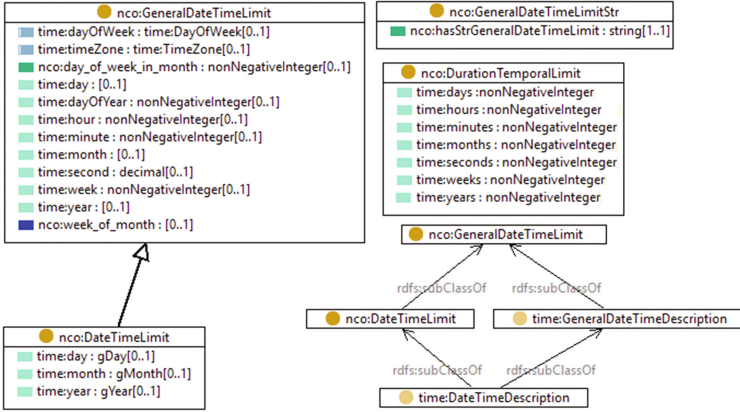 nco:GeneralDateTimeLimit
time:dayOfWeek : time:DayOfWeek[0..1]
time:timeZone : time:TimeZone[0..1]
nco:day_of_week_in_month : nonNegativeInteger[0..1]
time:day : [0..1]
time:dayOfYear : nonNegativeInteger[0..1]
time:hour : nonNegativeInteger[0..1]
time:minute : nonNegativeInteger[0..1]
time:month : [0..1]
time:second : decimal[0..1]
time:week : nonNegativeInteger[0..1]
time:year : [0..1]
nco:week_of_month : [0..1]
nco:DateTimeLimit
time:day : gDay[0..1]
time:month : gMonth[0..1]
time:year : gYear[0..1]
nco:GeneralDateTimeLimitStr
nco:hasStrGeneralDateTimeLimit : string[1..1]
nco:DurationTemporalLimit
time:days :nonNegativeInteger
time:hours : nonNegativeInteger
time:minutes : nonNegativeInteger
time:months : nonNegativeInteger
time:seconds : nonNegativeInteger
time:weeks : nonNegativeInteger
time:years : nonNegativeInteger
nco:GeneralDateTimeLimit
rdfs:subClassOf rdfs:subClassOf
nco:DateTimeLimit time:GeneralDateTimeDescription
rdfs:subClassOf rdfs:subClassOf
time:DateTimeDescription